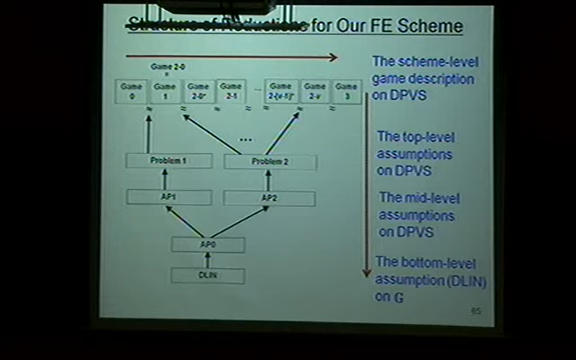 Structure of Reductions for Our FE Scheme
Game 2-0
=
Game 0
Game 1
Game 2-0*
Game 2-1
...
Game 2-(ν-1)*
Game 2-ν
Game 3
≈ ≈ ≈ ≈ ≈ ≈ ≈
The scheme-level
game description
on DPVS
...
Problem 1
Problem 2
The top-level
assumptions
on DPVS
AP1
AP2
The mid-level
assumptions
on DPVS
AP0
DLIN
The bottom-level
assumption (DLIN)
on G
65